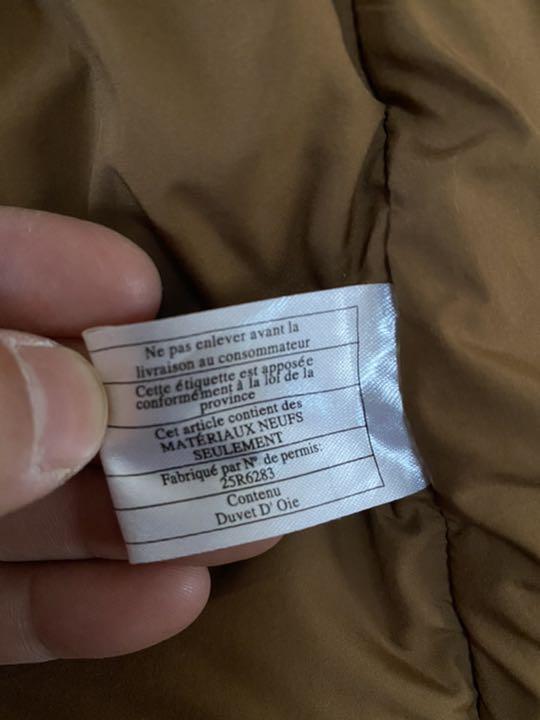 Ne pas enlever avant la
livraison au consommateur
Cette étiquette est apposée
conformément à la loi de la
province
Cet article contient des
MATÉRIAUX NEUFS
SEULEMENT
Fabriqué par N° de permis:
25R6283
Contenu
Duvet D' Oie